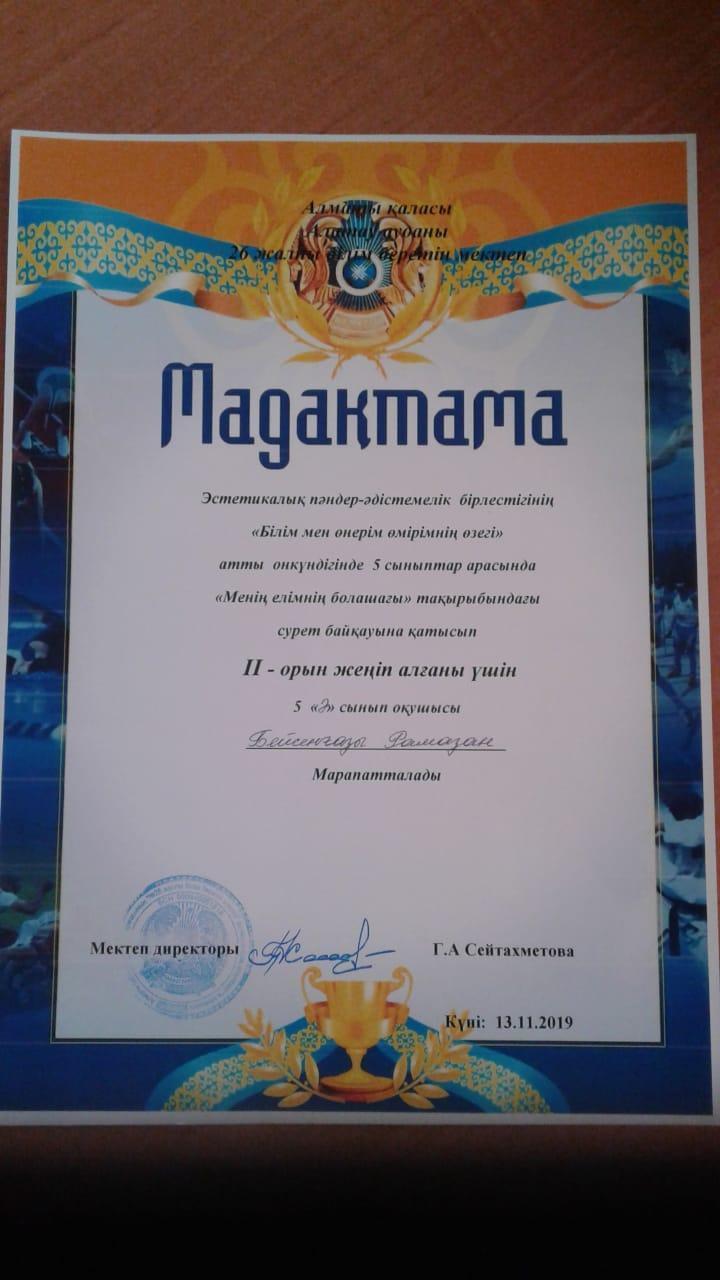 Алматы қаласы
Алатау ауданы
26 жалпы білім беретін мектеп
Мадақтама
Эстетикалық пәндер-әдістемелік бірлестігінің
«Білім мен өнерім өмірімнің өзегі»
атты онкүндігінде 5 сыныптар арасында
«Менің елімнің болашағы» тақырыбындағы
сурет байқауына қатысып
ІІ - орын жеңіп алғаны үшін
5 «Ә» сынып оқушысы
Бейсенғазы Рамазан
Марапатталады
Мектеп директоры Г.А Сейтахметова
Күні: 13.11.2019